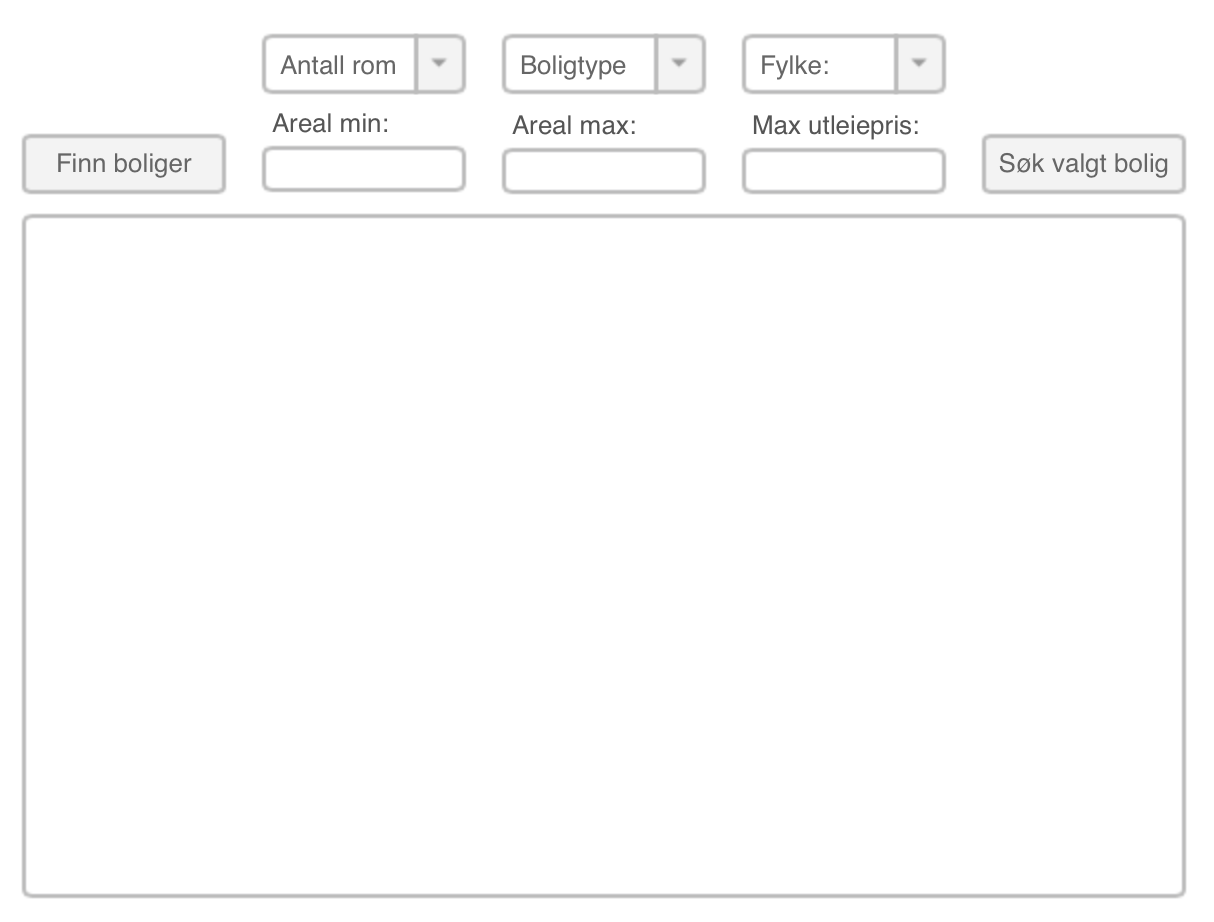 Antall rom
Boligtype
Fylke:
Areal min:
Areal max:
Max utleiepris:
Finn boliger
Søk valgt bolig